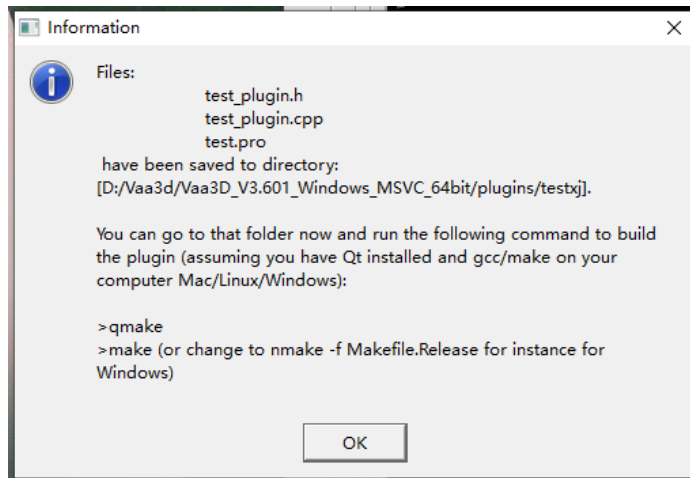 Information
Files:
test_plugin.h
test_plugin.cpp
test.pro
have been saved to directory:
[D:/Vaa3d/Vaa3D_V3.601_Windows_MSVC_64bit/plugins/testxj].
You can go to that folder now and run the following command to build
the plugin (assuming you have Qt installed and gcc/make on your
computer Mac/Linux/Windows):
>qmake
>make (or change to nmake -f Makefile.Release for instance for
Windows)
OK